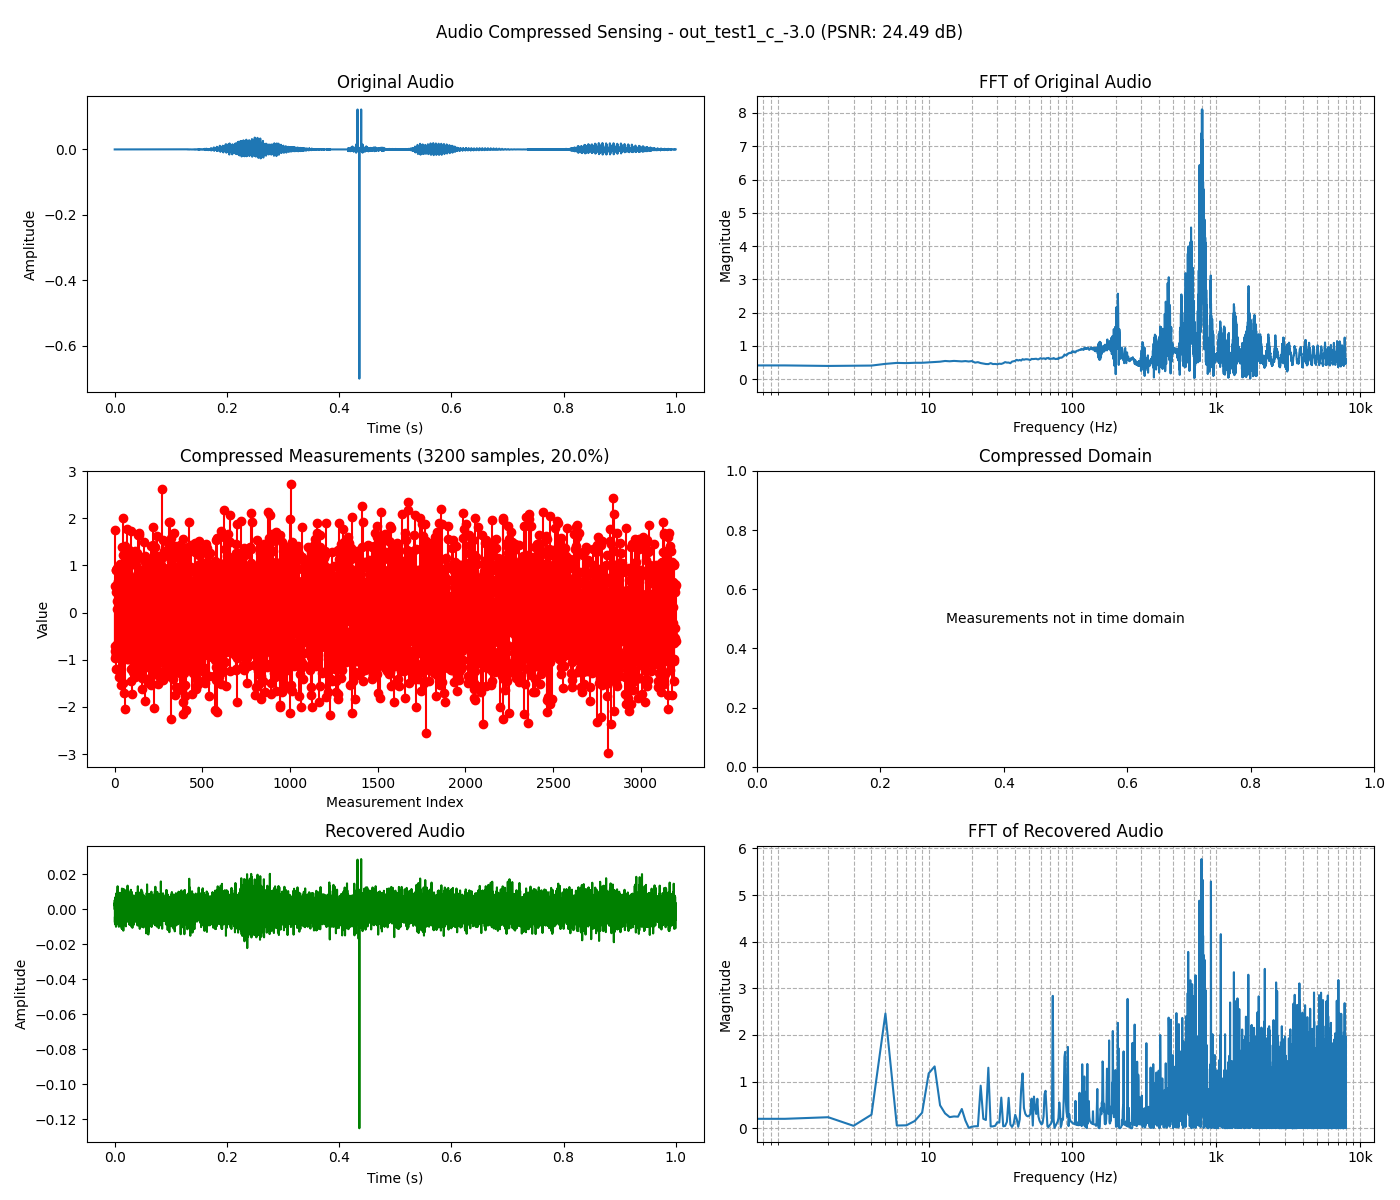 Audio Compressed Sensing - out_test1_c_-3.0 (PSNR: 24.49 dB)
Original Audio
0.0
−0.2
−0.4
−0.6
Amplitude
0.0 0.2 0.4 0.6 0.8 1.0
Time (s)
FFT of Original Audio
8
7
6
5
4
3
2
1
0
Magnitude
10 100 1k 10k
Frequency (Hz)
Compressed Measurements (3200 samples, 20.0%)
3
2
1
0
−1
−2
−3
Value
0 500 1000 1500 2000 2500 3000
Measurement Index
Compressed Domain
1.0
0.8
0.6
0.4
0.2
0.0
Measurements not in time domain
0.0 0.2 0.4 0.6 0.8 1.0
Recovered Audio
0.02
0.00
−0.02
−0.04
−0.06
−0.08
−0.10
−0.12
Amplitude
0.0 0.2 0.4 0.6 0.8 1.0
Time (s)
FFT of Recovered Audio
6
5
4
3
2
1
0
Magnitude
10 100 1k 10k
Frequency (Hz)